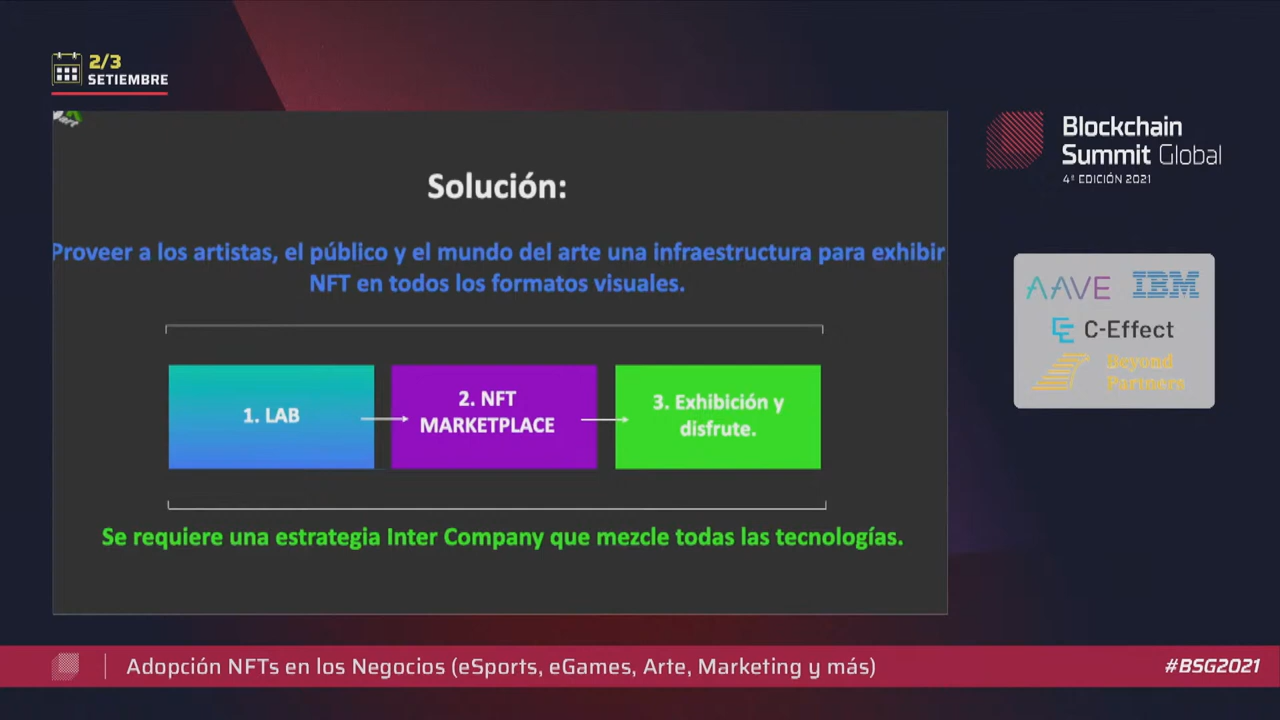 2/3
SETIEMBRE
Blockchain
Summit Global
4ª EDICIÓN 2021
Solución:
Proveer a los artistas, el público y el mundo del arte una infraestructura para exhibir
NFT en todos los formatos visuales.
1. LAB
2. NFT
MARKETPLACE
3. Exhibición y
disfrute.
Se requiere una estrategia Inter Company que mezcle todas las tecnologías.
AAVE IBM
C-Effect
Beyond
Partners
Adopción NFTs en los Negocios (eSports, eGames, Arte, Marketing y más)
#BSG2021